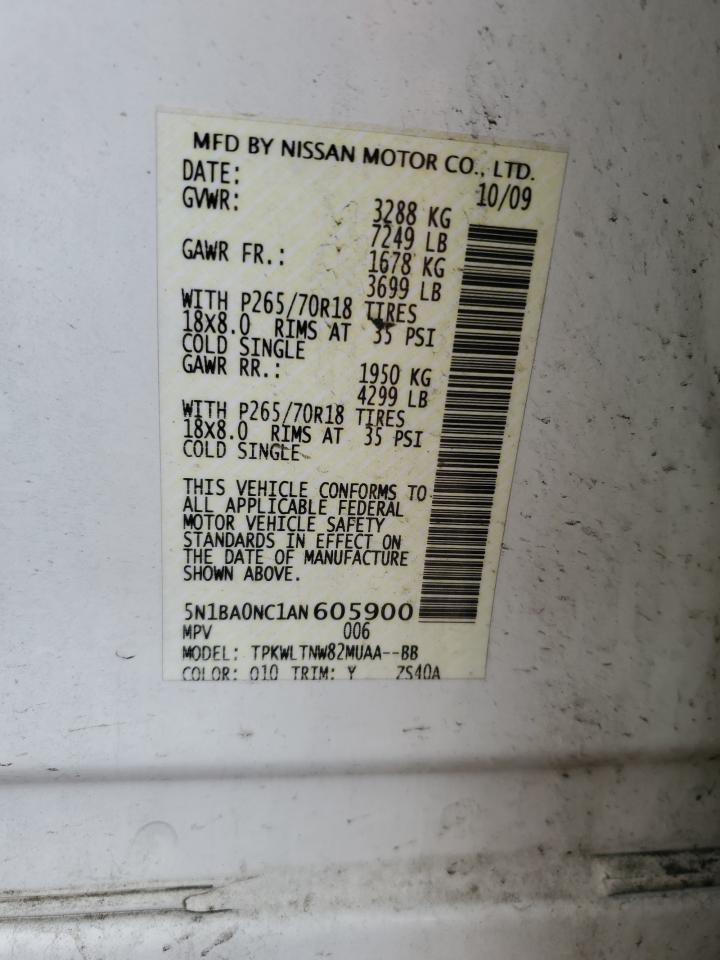 MFD BY NISSAN MOTOR CO., LTD.
DATE: 10/09
GVWR: 3288 KG
7249 LB
GAWR FR.: 1678 KG
3699 LB
WITH P265/70R18 TIRES
18X8.0 RIMS AT 35 PSI
COLD SINGLE
GAWR RR.: 1950 KG
4299 LB
WITH P265/70R18 TIRES
18X8.0 RIMS AT 35 PSI
COLD SINGLE
THIS VEHICLE CONFORMS TO
ALL APPLICABLE FEDERAL
MOTOR VEHICLE SAFETY
STANDARDS IN EFFECT ON
THE DATE OF MANUFACTURE
SHOWN ABOVE.
5N1BA0NC1AN605900
MPV 006
MODEL: TPKWLTNW82MUAA--BB
COLOR: 010 TRIM: Y ZS40A